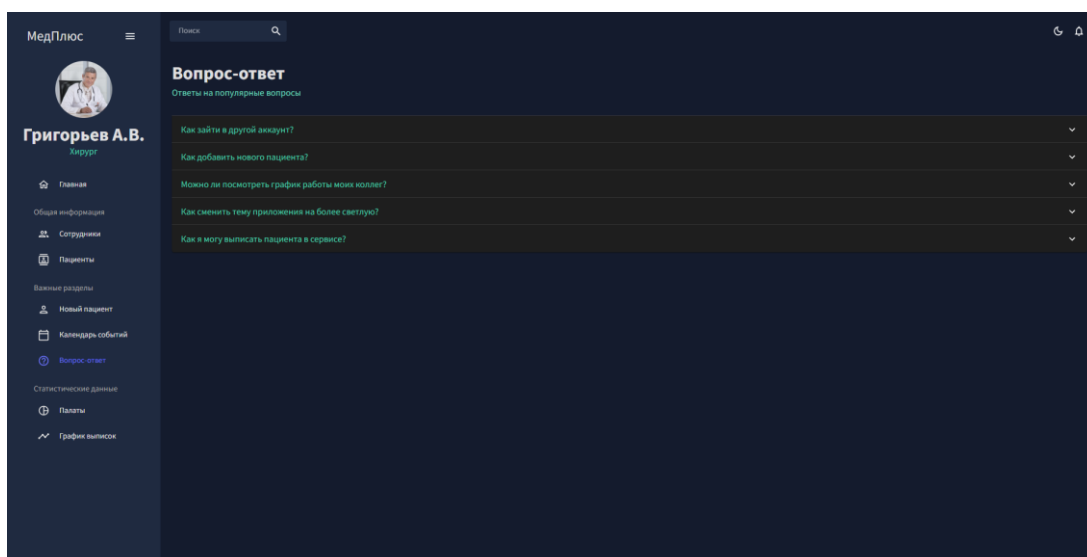 МедПлюс
Григорьев А.В.
Хирург
Главная
Общая информация
Сотрудники
Пациенты
Важные разделы
Новый пациент
Календарь событий
Вопрос-ответ
Статистические данные
Палаты
График выписок
Поиск
Вопрос-ответ
Ответы на популярные вопросы
Как зайти в другой аккаунт?
Как добавить нового пациента?
Можно ли посмотреть график работы моих коллег?
Как сменить тему приложения на более светлую?
Как я могу выписать пациента в сервисе?